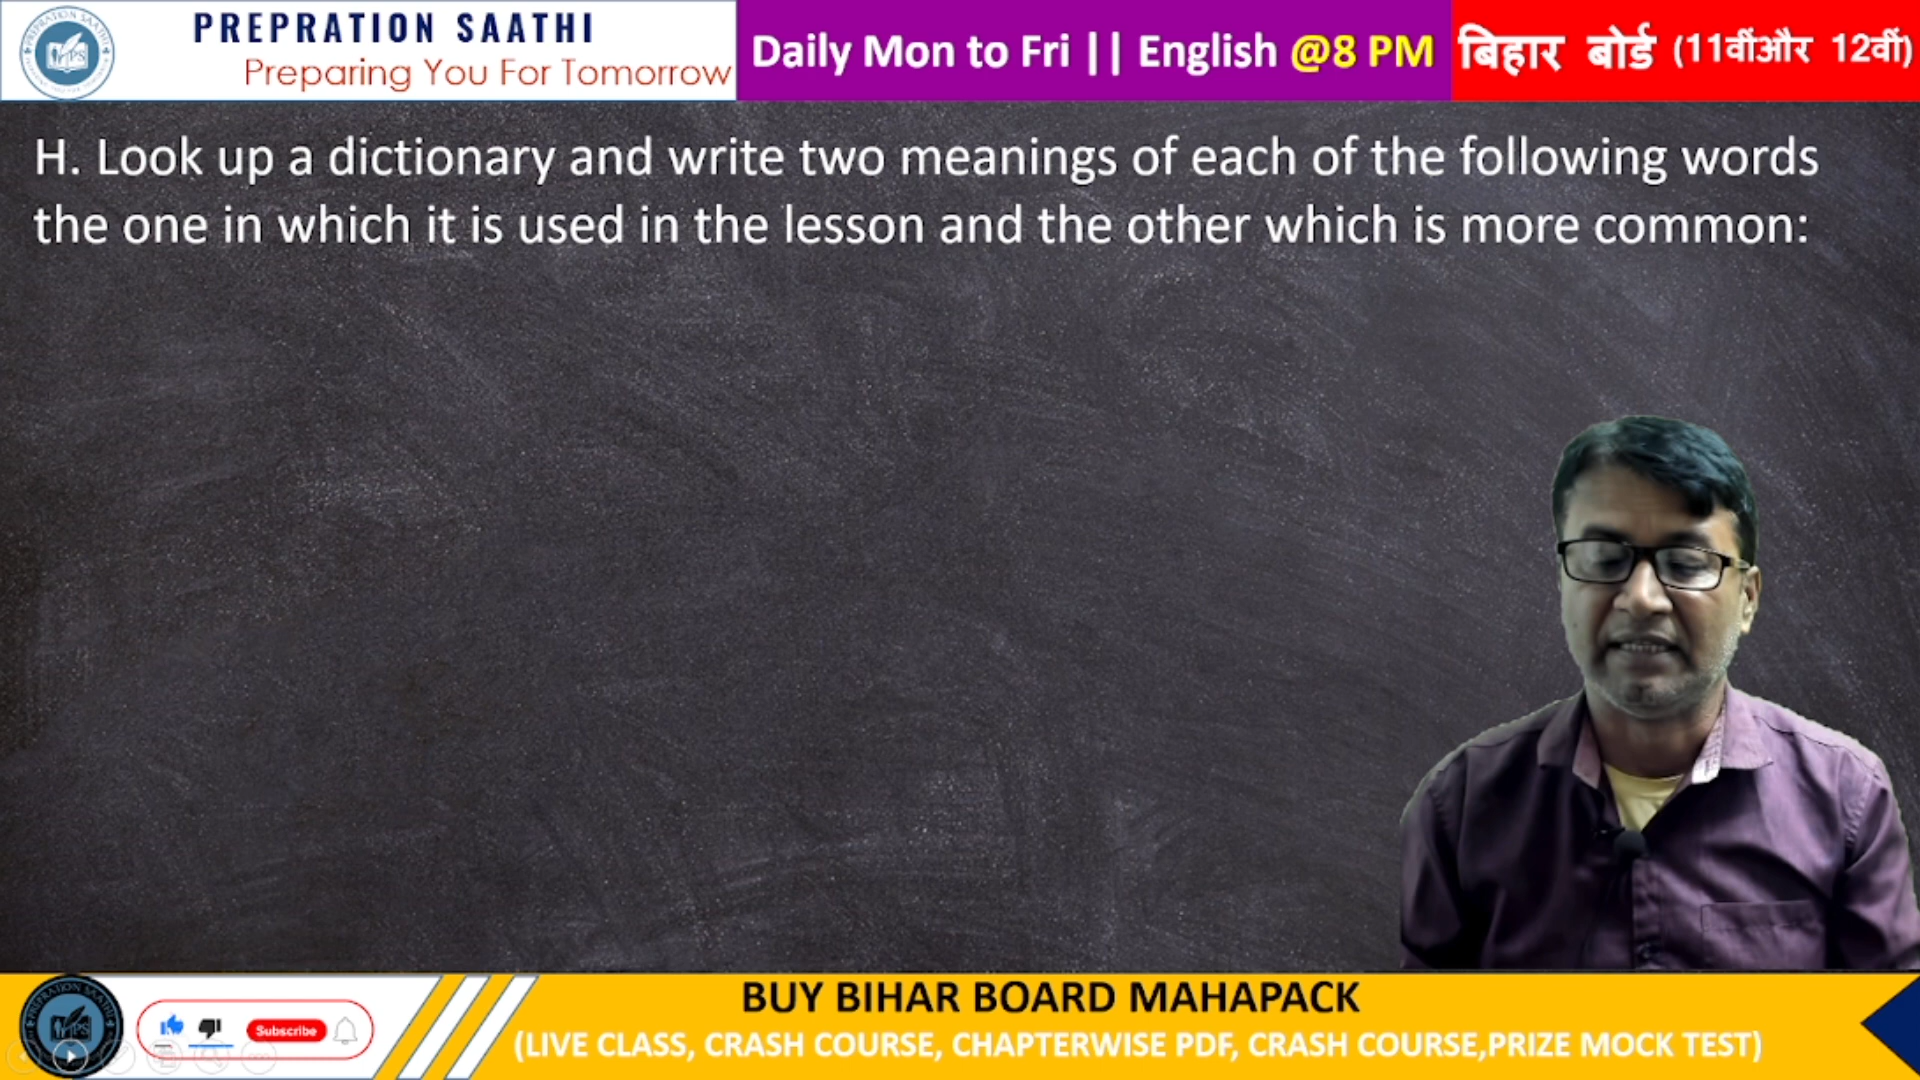 PREPRATION SAATHI
Preparing You For Tomorrow
Daily Mon to Fri || English @8 PM
बिहार बोर्ड (11वींऔर 12वीं)
H. Look up a dictionary and write two meanings of each of the following words
the one in which it is used in the lesson and the other which is more common:
Subscribe
BUY BIHAR BOARD MAHAPACK
(LIVE CLASS, CRASH COURSE, CHAPTERWISE PDF, CRASH COURSE,PRIZE MOCK TEST)